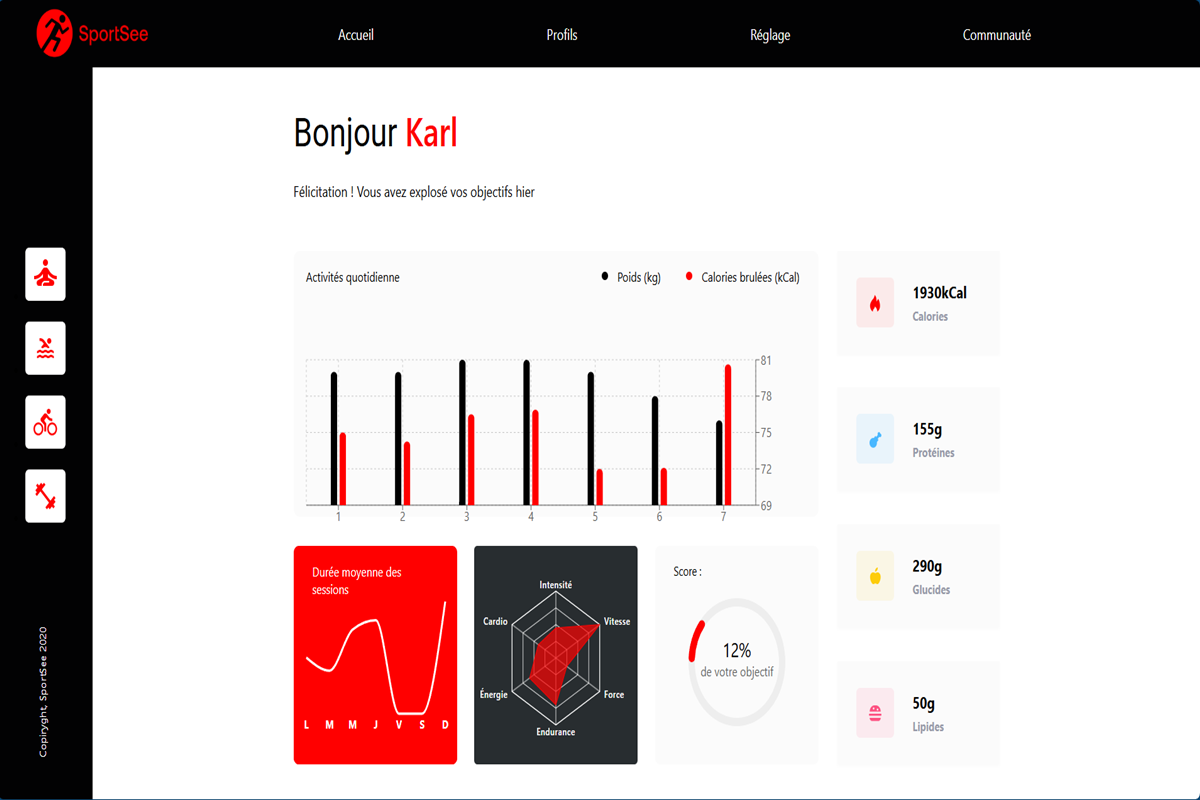 SportSee
Accueil
Profils
Réglage
Communauté
Bonjour Karl
Félicitation ! Vous avez explosé vos objectifs hier
Activités quotidienne
Poids (kg)
Calories brulées (kCal)
81
78
75
72
69
1
2
3
4
5
6
7
1930kCal
Calories
155g
Protéines
290g
Glucides
50g
Lipides
Durée moyenne des
sessions
L
M
M
J
V
S
D
Intensité
Vitesse
Force
Endurance
Énergie
Cardio
Score :
12%
de votre objectif
Copiryght, SportSee 2020